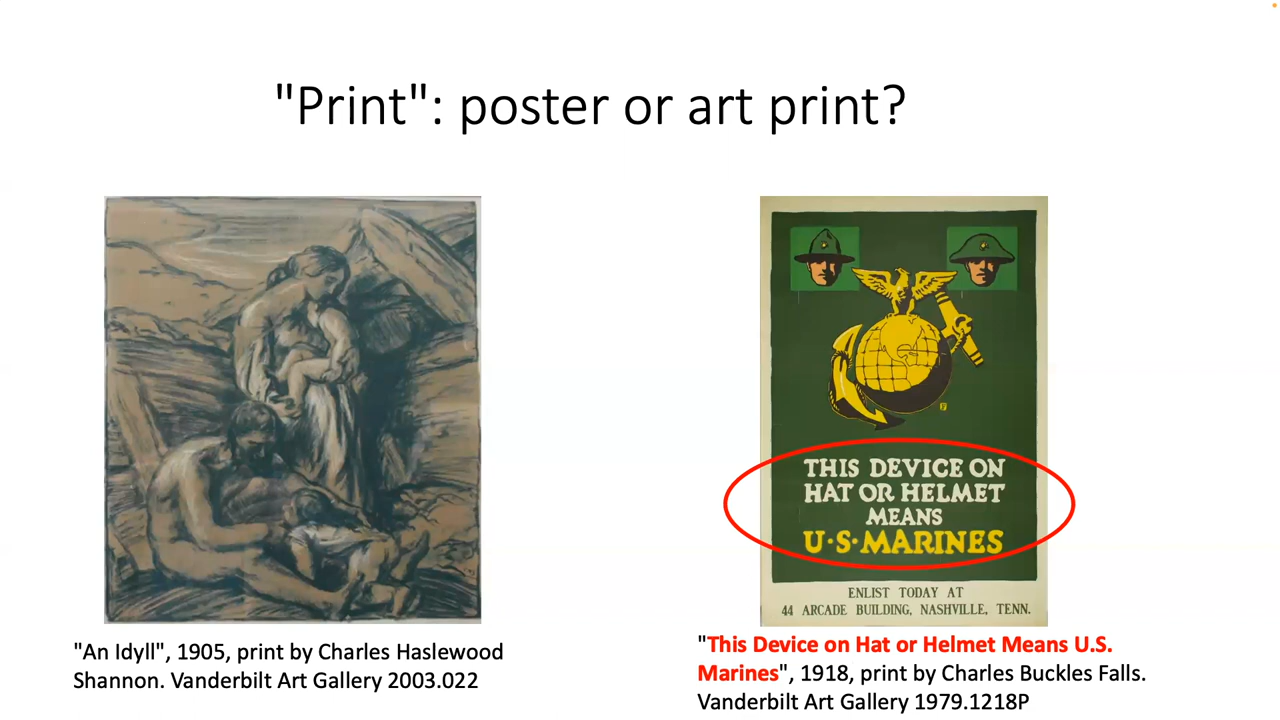 "Print": poster or art print?
THIS DEVICE ON
HAT OR HELMET
MEANS
U·S·MARINES
ENLIST TODAY AT
44 ARCADE BUILDING, NASHVILLE, TENN.
"An Idyll", 1905, print by Charles Haslewood
Shannon. Vanderbilt Art Gallery 2003.022
"This Device on Hat or Helmet Means U.S.
Marines", 1918, print by Charles Buckles Falls.
Vanderbilt Art Gallery 1979.1218P